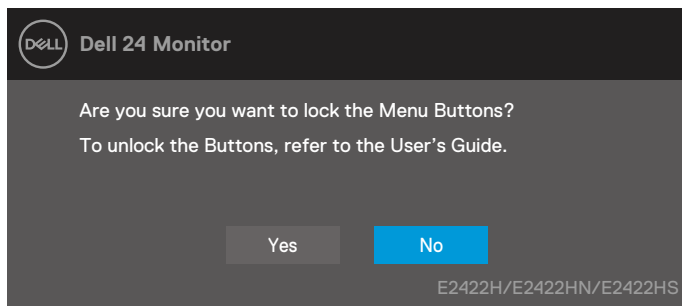 DELL
Dell 24 Monitor
Are you sure you want to lock the Menu Buttons?
To unlock the Buttons, refer to the User's Guide.
Yes No
E2422H/E2422HN/E2422HS